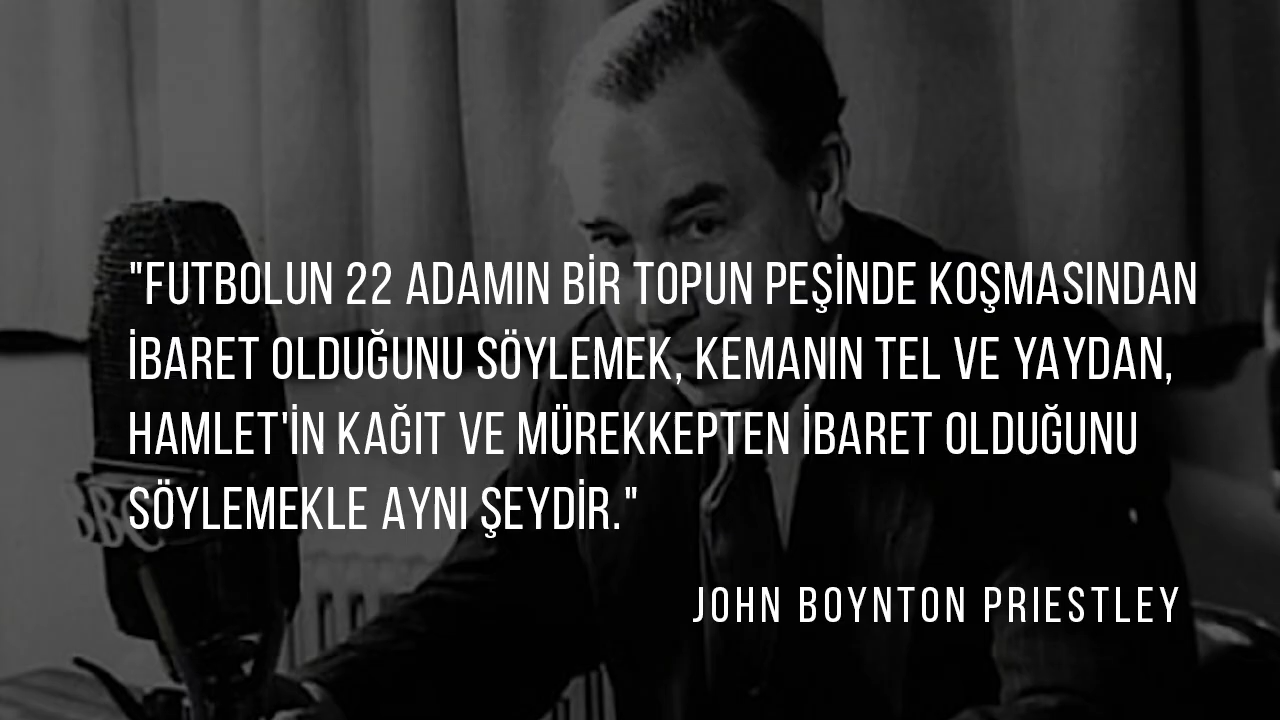 "FUTBOLUN 22 ADAMIN BİR TOPUN PEŞİNDE KOŞMASINDAN
İBARET OLDUĞUNU SÖYLEMEK, KEMANIN TEL VE YAYDAN,
HAMLET'İN KAĞIT VE MÜREKKEPTEN İBARET OLDUĞUNU
SÖYLEMEKLE AYNI ŞEYDİR."
JOHN BOYNTON PRIESTLEY
BBC